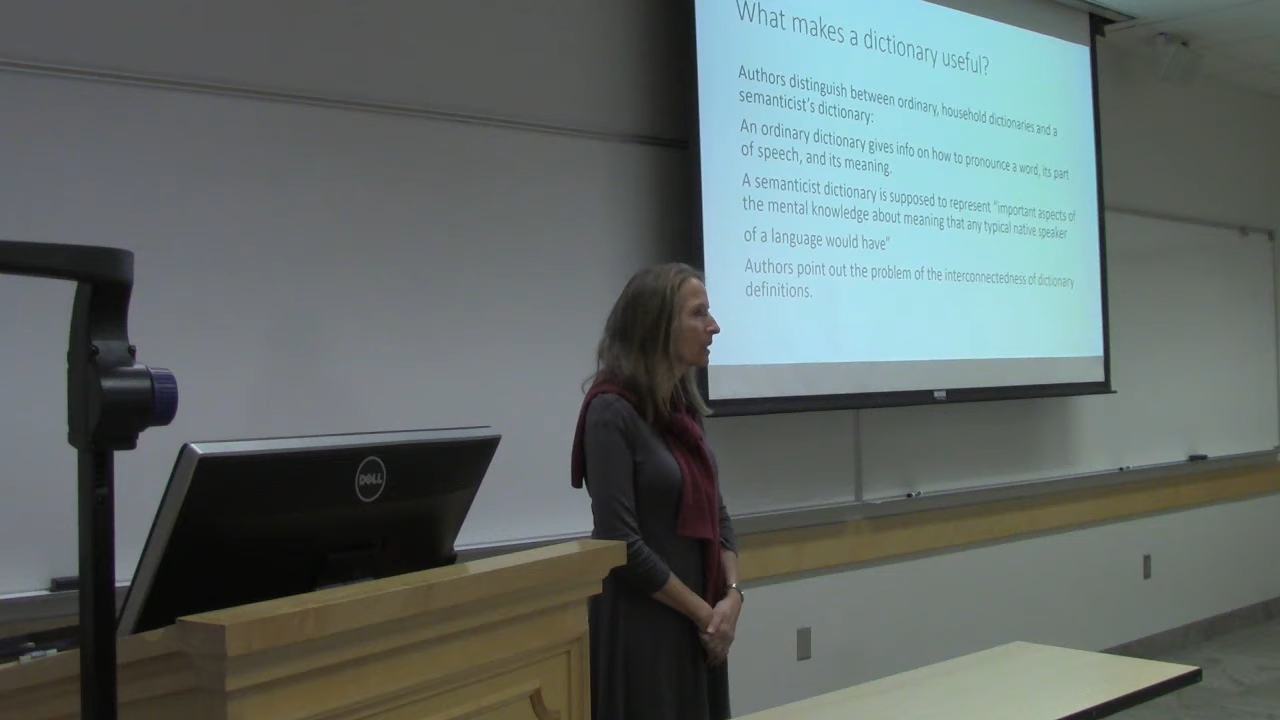 What makes a dictionary useful?
Authors distinguish between ordinary, household dictionaries and a
semanticist's dictionary:
An ordinary dictionary gives info on how to pronounce a word, its part
of speech, and its meaning.
A semanticist dictionary is supposed to represent "important aspects of
the mental knowledge about meaning that any typical native speaker
of a language would have"
Authors point out the problem of the interconnectedness of dictionary
definitions.
DELL